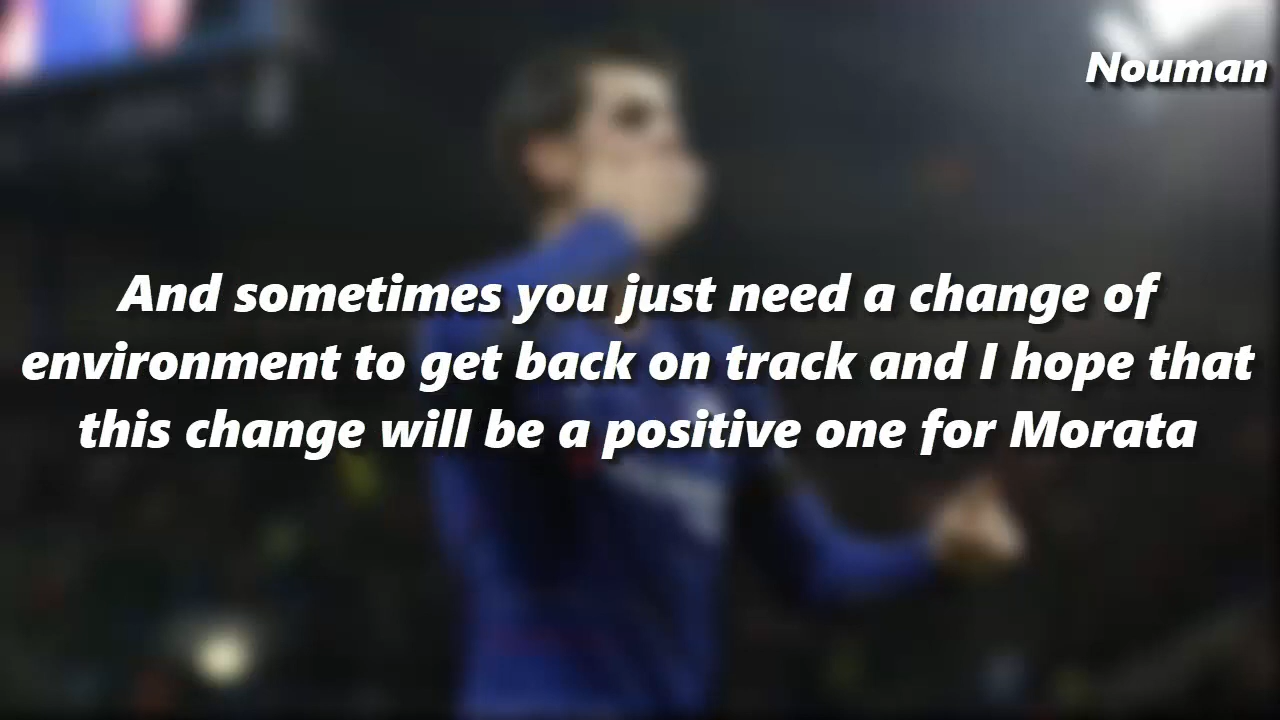 Nouman
And sometimes you just need a change of
environment to get back on track and I hope that
this change will be a positive one for Morata